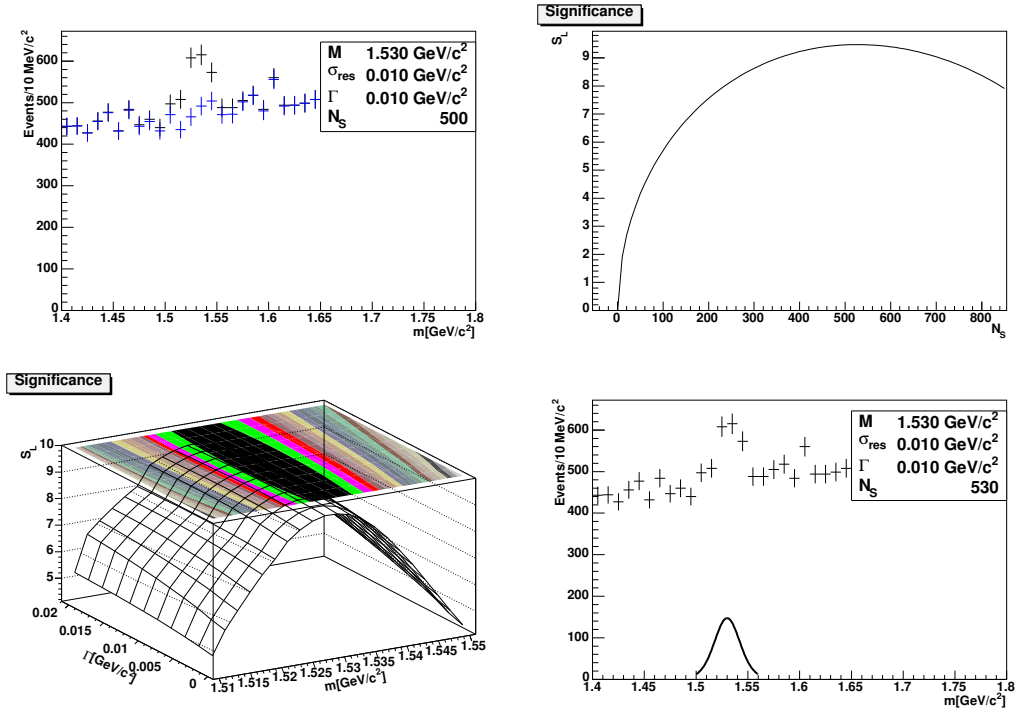 Events/10 MeV/c²
600
500
400
300
200
100
0
1.4 1.45 1.5 1.55 1.6 1.65 1.7 1.75 1.8
m[GeV/c²]
M 1.530 GeV/c²
σres 0.010 GeV/c²
Γ 0.010 GeV/c²
NS 500
Significance
SL
9
8
7
6
5
4
3
2
1
0
0 100 200 300 400 500 600 700 800
NS
Significance
SL
10
9
8
7
6
5
0.02
0.015
0.01
0.005
0
Γ[GeV/c²]
1.51 1.515 1.52 1.525 1.53 1.535 1.54 1.545 1.55
m[GeV/c²]
Events/10 MeV/c²
600
500
400
300
200
100
0
1.4 1.45 1.5 1.55 1.6 1.65 1.7 1.75 1.8
m[GeV/c²]
M 1.530 GeV/c²
σres 0.010 GeV/c²
Γ 0.010 GeV/c²
NS 530